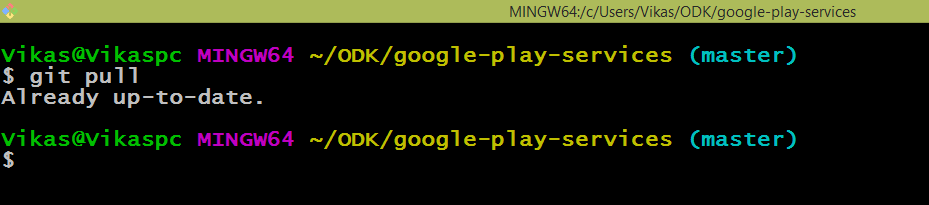 MINGW64:/c/Users/Vikas/ODK/google-play-services
Vikas@Vikaspc MINGW64 ~/ODK/google-play-services (master)
$ git pull
Already up-to-date.
Vikas@Vikaspc MINGW64 ~/ODK/google-play-services (master)
$